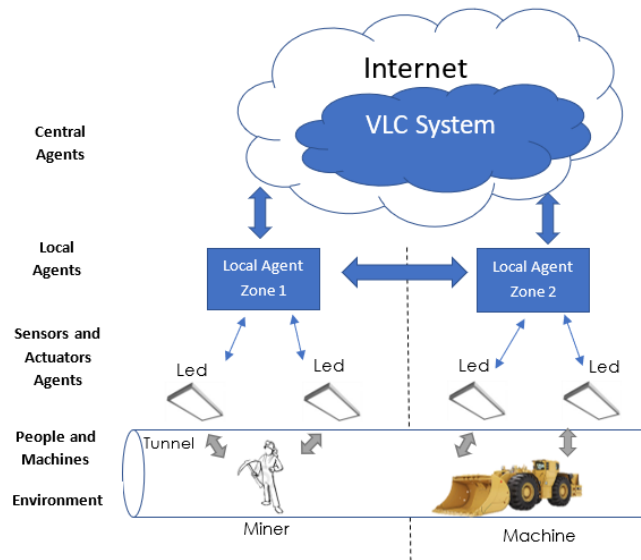 Internet
VLC System
Central
Agents
Local
Agents
Local Agent
Zone 1
Local Agent
Zone 2
Sensors and
Actuators
Agents
Led
Led
Led
Led
People and
Machines
Tunnel
Environment
Miner
Machine